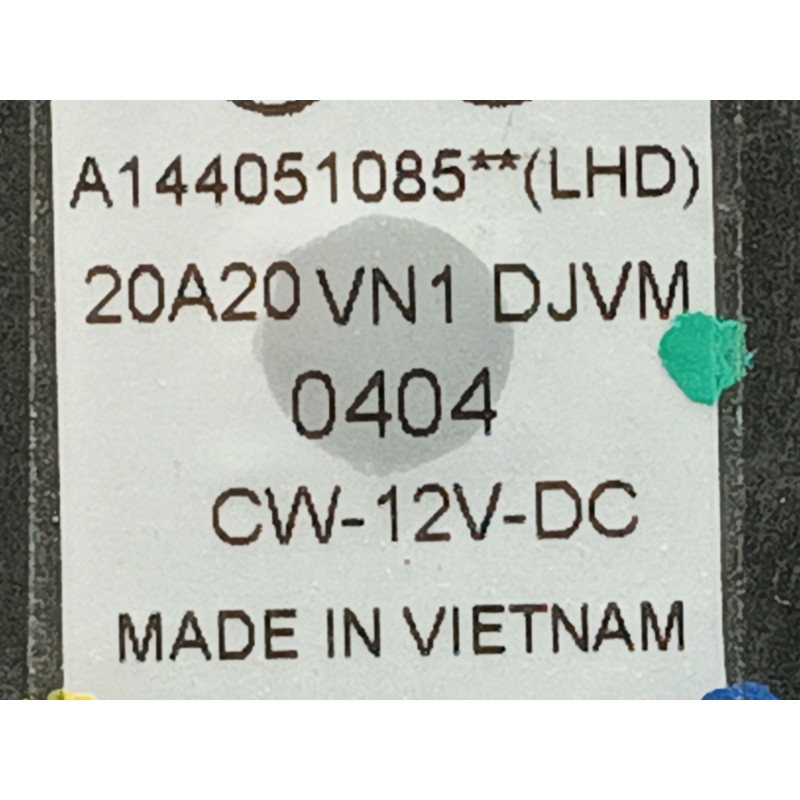 A144051085**(LHD)
20A20 VN1 DJVM
0404
CW-12V-DC
MADE IN VIETNAM